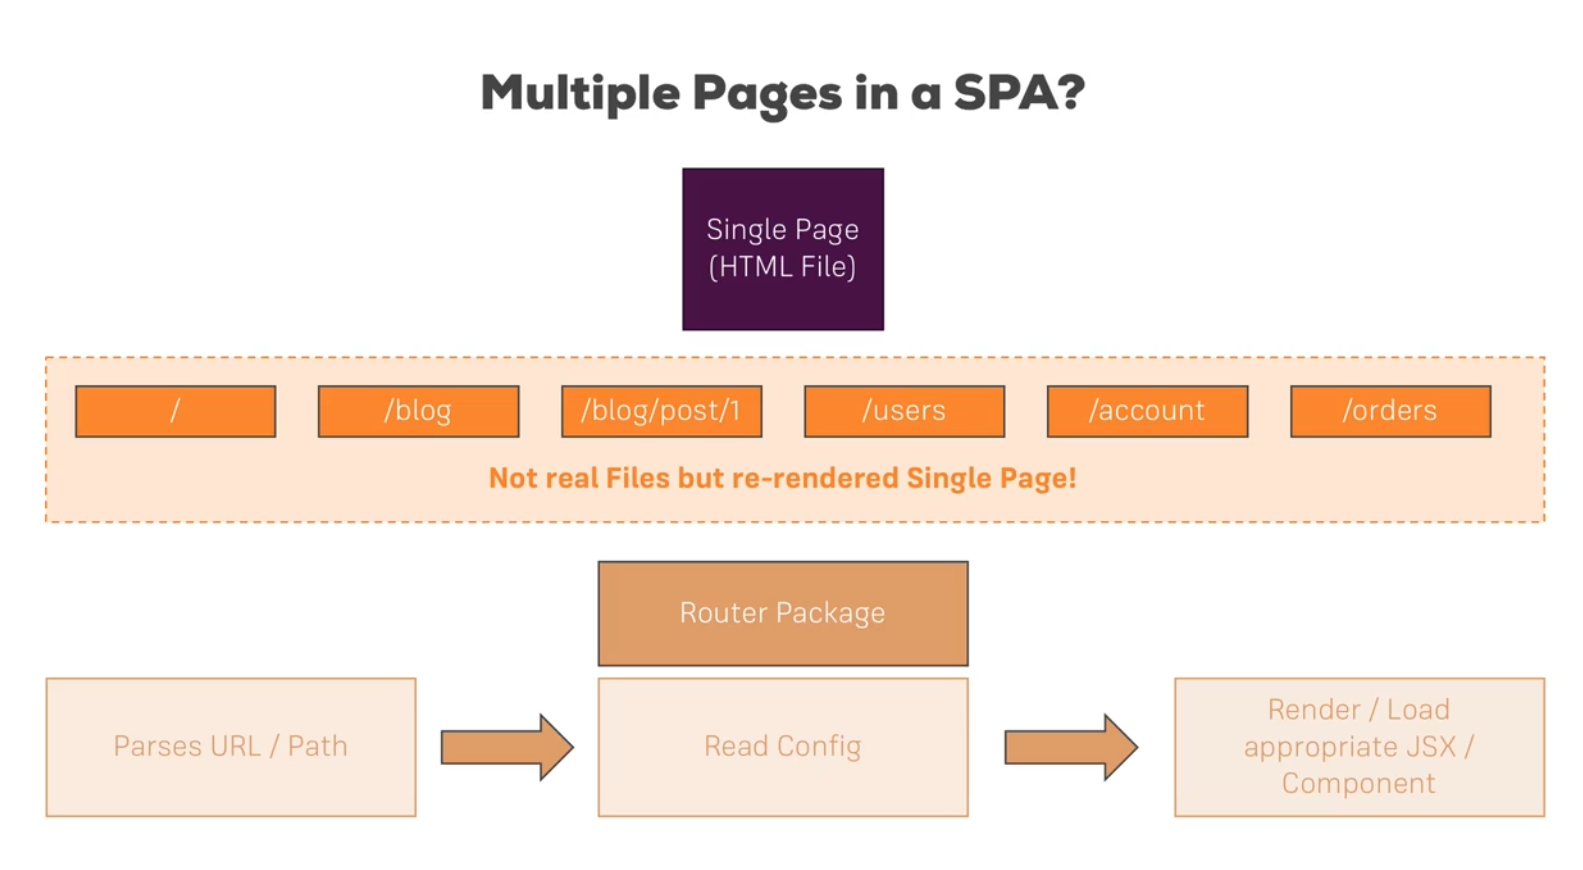 Multiple Pages in a SPA?
Single Page
(HTML File)
/
/blog
/blog/post/1
/users
/account
/orders
Not real Files but re-rendered Single Page!
Router Package
Parses URL / Path
Read Config
Render / Load
appropriate JSX /
Component